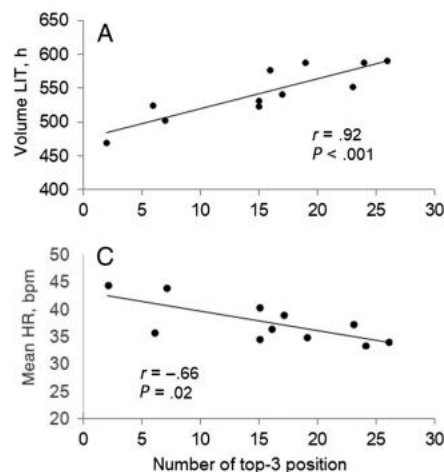 A
Volume LIT, h
650
600
550
500
450
400
r = .92
P < .001
0 5 10 15 20 25 30
C
Mean HR, bpm
50
45
40
35
30
25
20
r = –.66
P = .02
0 5 10 15 20 25 30
Number of top-3 position